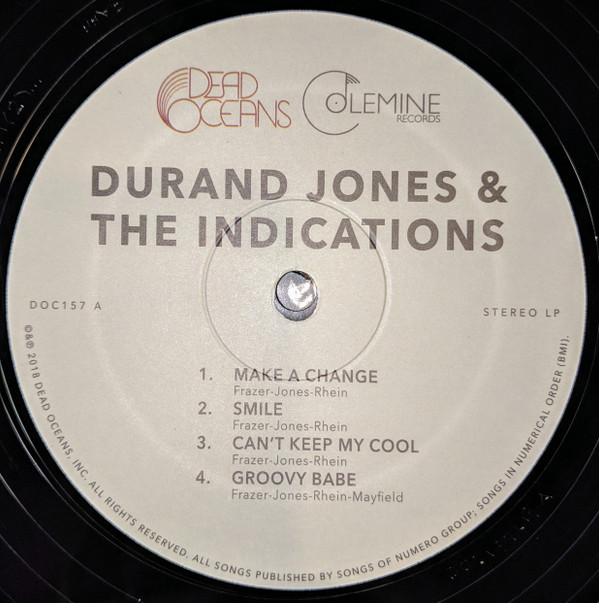 DEAD
OCEANS
COLEMINE
RECORDS
DURAND JONES &
THE INDICATIONS
DOC157 A
STEREO LP
1. MAKE A CHANGE
Frazer-Jones-Rhein
2. SMILE
Frazer-Jones-Rhein
3. CAN'T KEEP MY COOL
Frazer-Jones-Rhein
4. GROOVY BABE
Frazer-Jones-Rhein-Mayfield
©&℗ 2018 DEAD OCEANS, INC. ALL RIGHTS RESERVED. ALL SONGS PUBLISHED BY SONGS OF NUMERO GROUP; SONGS IN NUMERICAL ORDER (BMI).